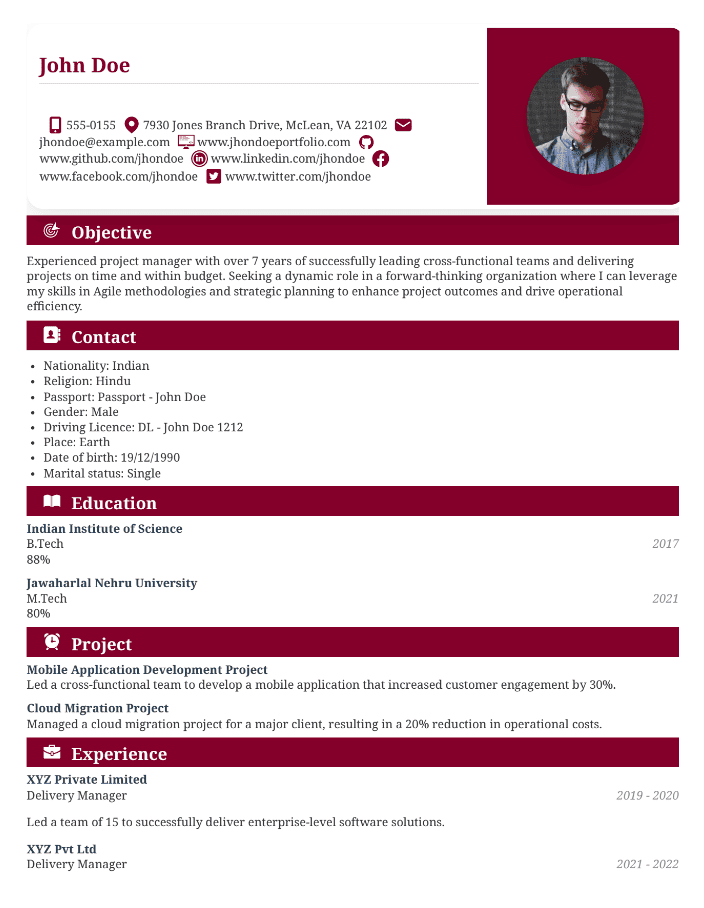 John Doe
555-0155 7930 Jones Branch Drive, McLean, VA 22102
jhondoe@example.com www.jhondoeportfolio.com
www.github.com/jhondoe www.linkedin.com/jhondoe
www.facebook.com/jhondoe www.twitter.com/jhondoe
Objective
Experienced project manager with over 7 years of successfully leading cross-functional teams and delivering
projects on time and within budget. Seeking a dynamic role in a forward-thinking organization where I can leverage
my skills in Agile methodologies and strategic planning to enhance project outcomes and drive operational
efficiency.
Contact
• Nationality: Indian
• Religion: Hindu
• Passport: Passport - John Doe
• Gender: Male
• Driving Licence: DL - John Doe 1212
• Place: Earth
• Date of birth: 19/12/1990
• Marital status: Single
Education
Indian Institute of Science
B.Tech 2017
88%
Jawaharlal Nehru University
M.Tech 2021
80%
Project
Mobile Application Development Project
Led a cross-functional team to develop a mobile application that increased customer engagement by 30%.
Cloud Migration Project
Managed a cloud migration project for a major client, resulting in a 20% reduction in operational costs.
Experience
XYZ Private Limited
Delivery Manager 2019 - 2020
Led a team of 15 to successfully deliver enterprise-level software solutions.
XYZ Pvt Ltd
Delivery Manager 2021 - 2022